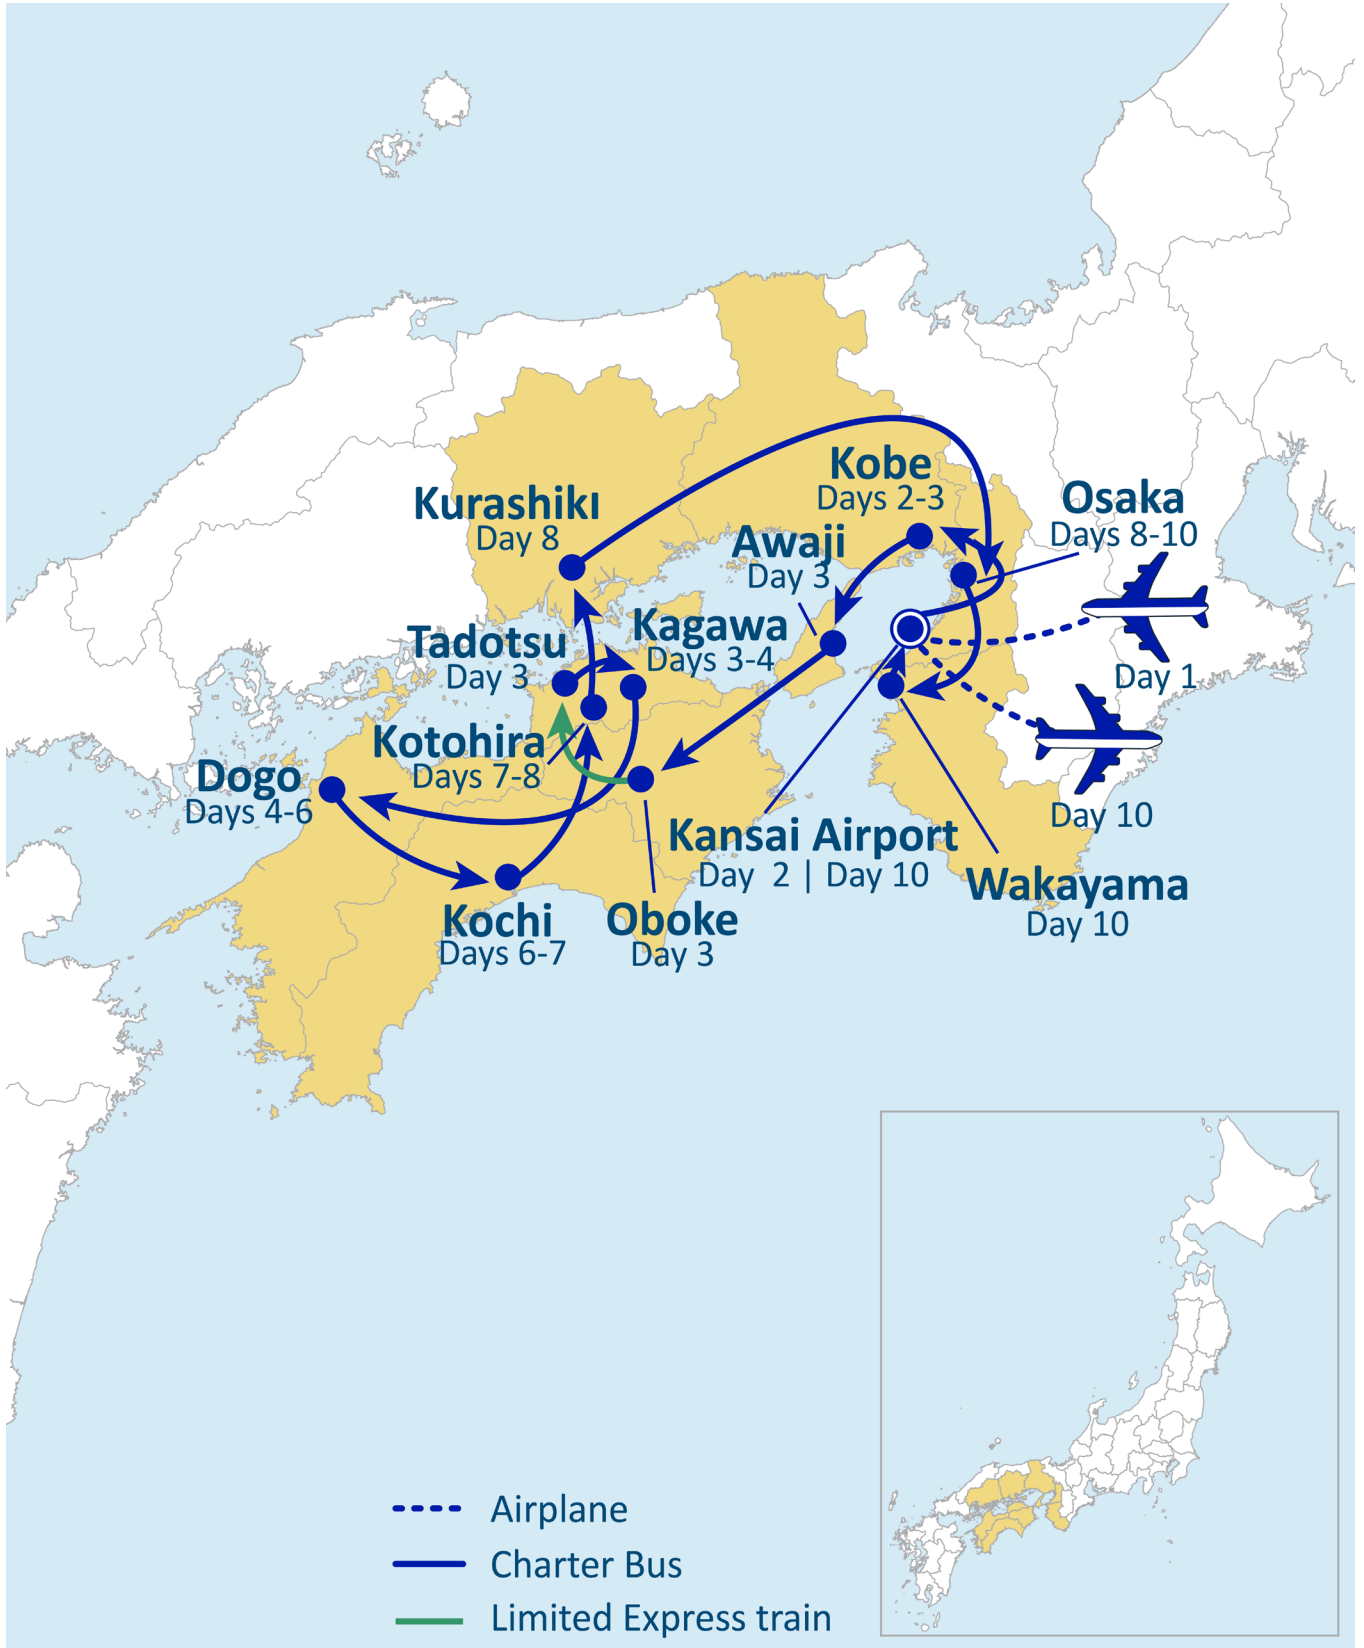 Kobe
Days 2-3
Kurashikı
Day 8
Osaka
Days 8-10
Awaji
Day 3
Kagawa
Days 3-4
Tadotsu
Day 3
Day 1
Kotohira
Days 7-8
Dogo
Days 4-6
Day 10
Kansai Airport
Day 2 | Day 10
Wakayama
Day 10
Kochi
Days 6-7
Oboke
Day 3
Airplane
Charter Bus
Limited Express train